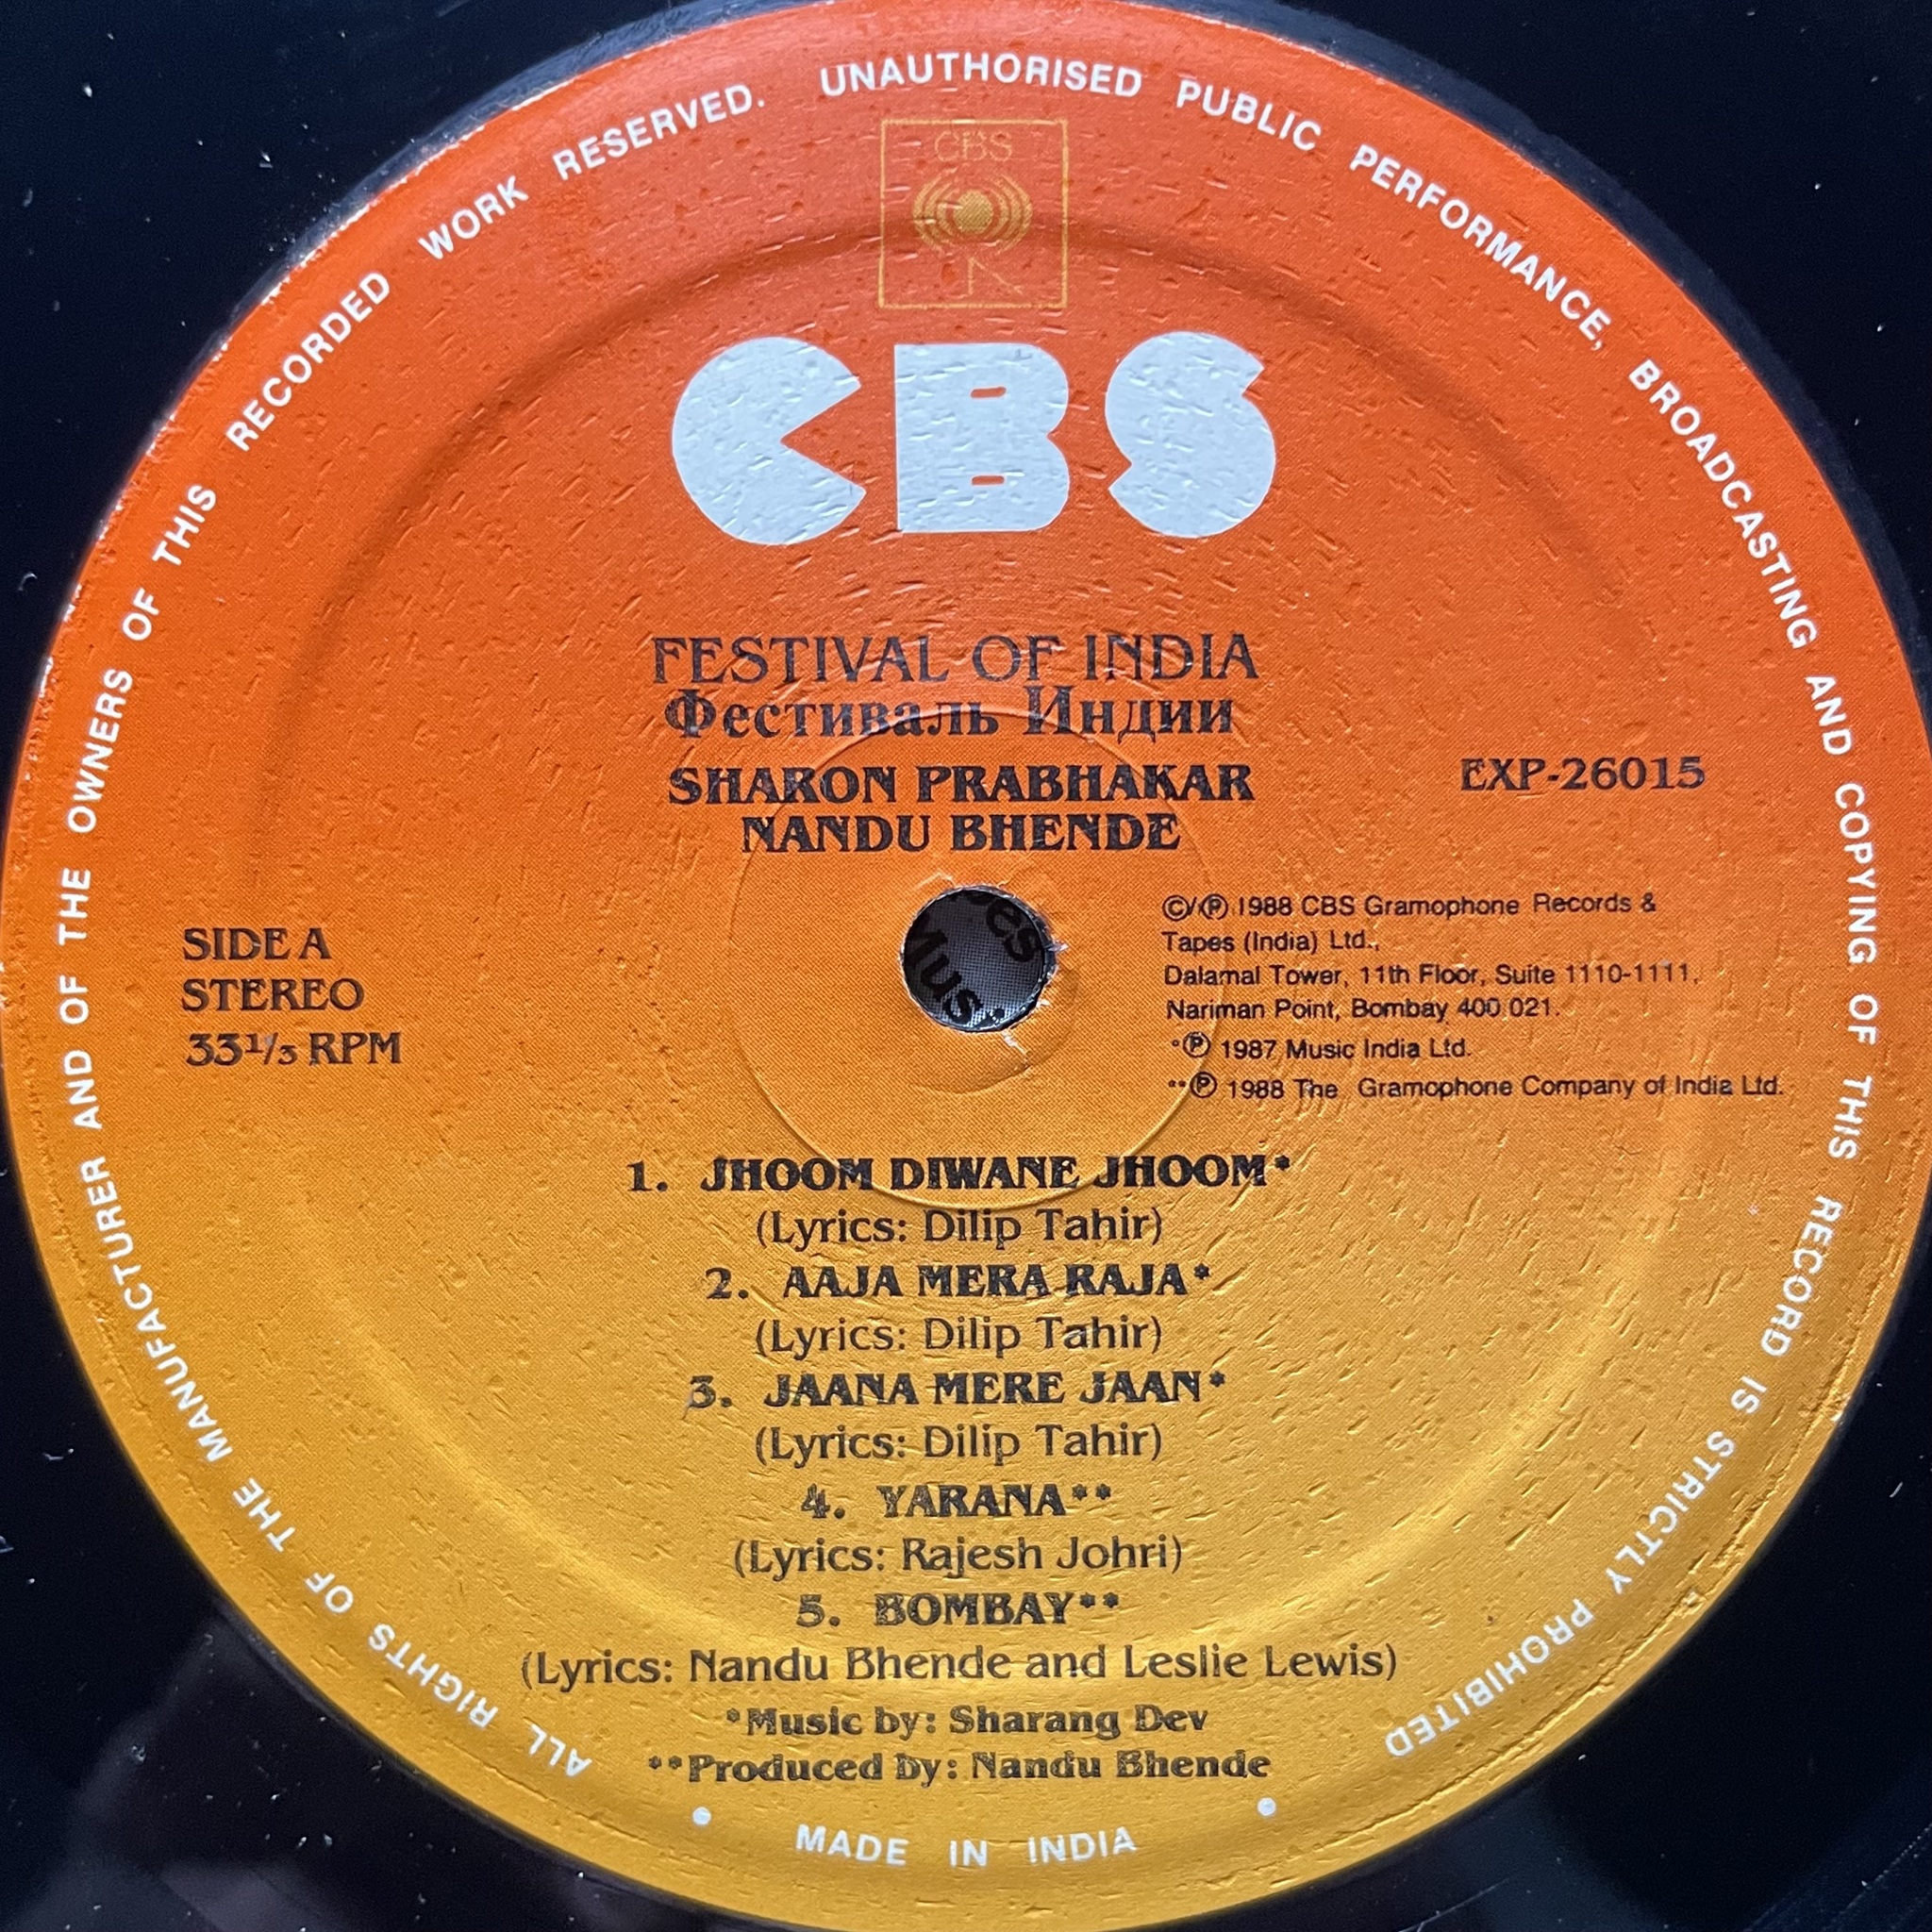 ALL RIGHTS OF THE MANUFACTURER AND OF THE OWNERS OF THIS RECORDED WORK RESERVED. UNAUTHORISED PUBLIC PERFORMANCE, BROADCASTING AND COPYING OF THIS RECORD IS STRICTLY PROHIBITED
CBS
CBS
FESTIVAL OF INDIA
Фестиваль Индии
SHARON PRABHAKAR
NANDU BHENDE
EXP-26015
SIDE A
STEREO
33 1/3 RPM
©/℗ 1988 CBS Gramophone Records &
Tapes (India) Ltd.,
Dalamal Tower, 11th Floor, Suite 1110-1111,
Nariman Point, Bombay 400 021.
*℗ 1987 Music India Ltd.
**℗ 1988 The Gramophone Company of India Ltd.
1. JHOOM DIWANE JHOOM*
(Lyrics: Dilip Tahir)
2. AAJA MERA RAJA*
(Lyrics: Dilip Tahir)
3. JAANA MERE JAAN*
(Lyrics: Dilip Tahir)
4. YARANA**
(Lyrics: Rajesh Johri)
5. BOMBAY**
(Lyrics: Nandu Bhende and Leslie Lewis)
*Music by: Sharang Dev
**Produced by: Nandu Bhende
MADE IN INDIA